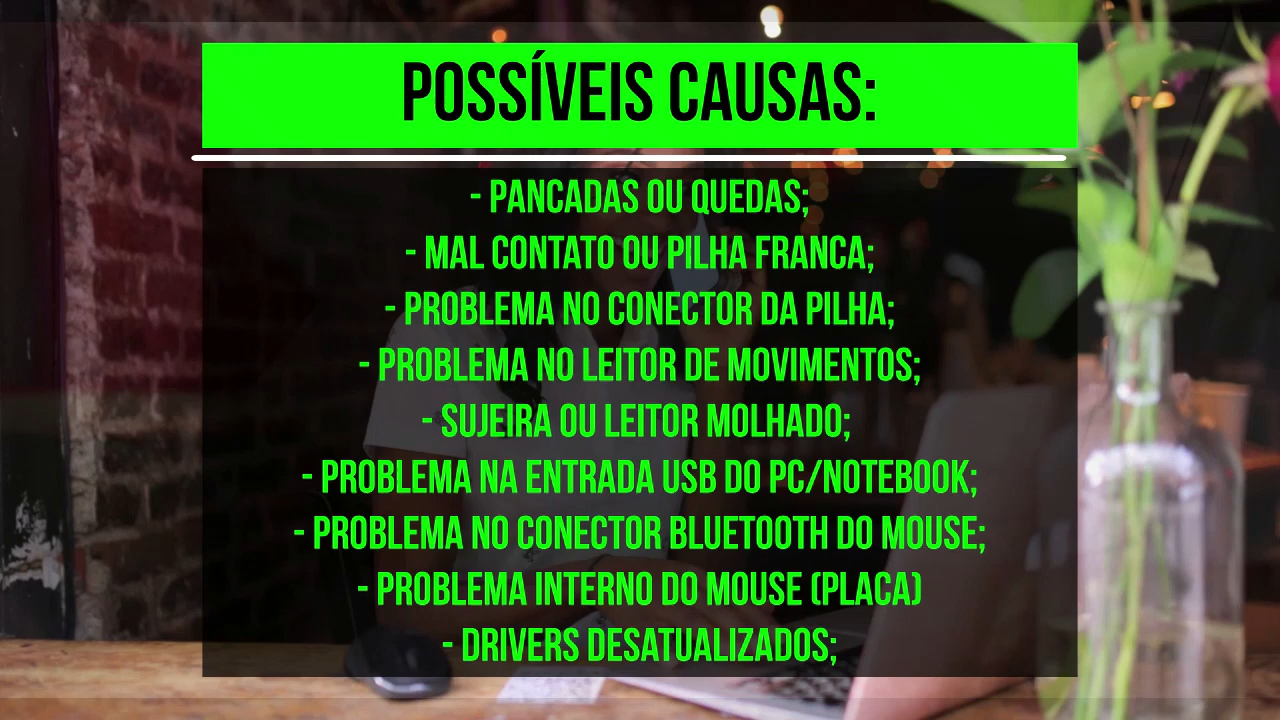 POSSÍVEIS CAUSAS:
- PANCADAS OU QUEDAS;
- MAL CONTATO OU PILHA FRANCA;
- PROBLEMA NO CONECTOR DA PILHA;
- PROBLEMA NO LEITOR DE MOVIMENTOS;
- SUJEIRA OU LEITOR MOLHADO;
- PROBLEMA NA ENTRADA USB DO PC/NOTEBOOK;
- PROBLEMA NO CONECTOR BLUETOOTH DO MOUSE;
- PROBLEMA INTERNO DO MOUSE (PLACA)
- DRIVERS DESATUALIZADOS;